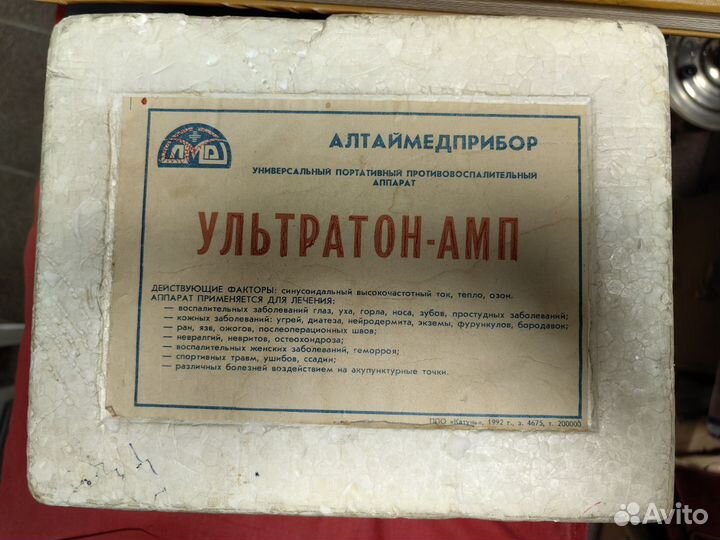 АМП
АЛТАЙМЕДПРИБОР
УНИВЕРСАЛЬНЫЙ ПОРТАТИВНЫЙ ПРОТИВОВОСПАЛИТЕЛЬНЫЙ
АППАРАТ
УЛЬТРАТОН-АМП
ДЕЙСТВУЮЩИЕ ФАКТОРЫ: синусоидальный высокочастотный ток, тепло, озон.
АППАРАТ ПРИМЕНЯЕТСЯ ДЛЯ ЛЕЧЕНИЯ:
— воспалительных заболеваний глаз, уха, горла, носа, зубов, простудных заболеваний;
— кожных заболеваний: угрей, диатеза, нейродермита, экземы, фурункулов, бородавок;
— ран, язв, ожогов, послеоперационных швов;
— невралгий, невритов, остеохондроза;
— воспалительных женских заболеваний, геморроя;
— спортивных травм, ушибов, ссадин;
— различных болезней воздействием на акупунктурные точки.
ППО «Катунь», 1992 г., з. 4675, т. 200000
Avito